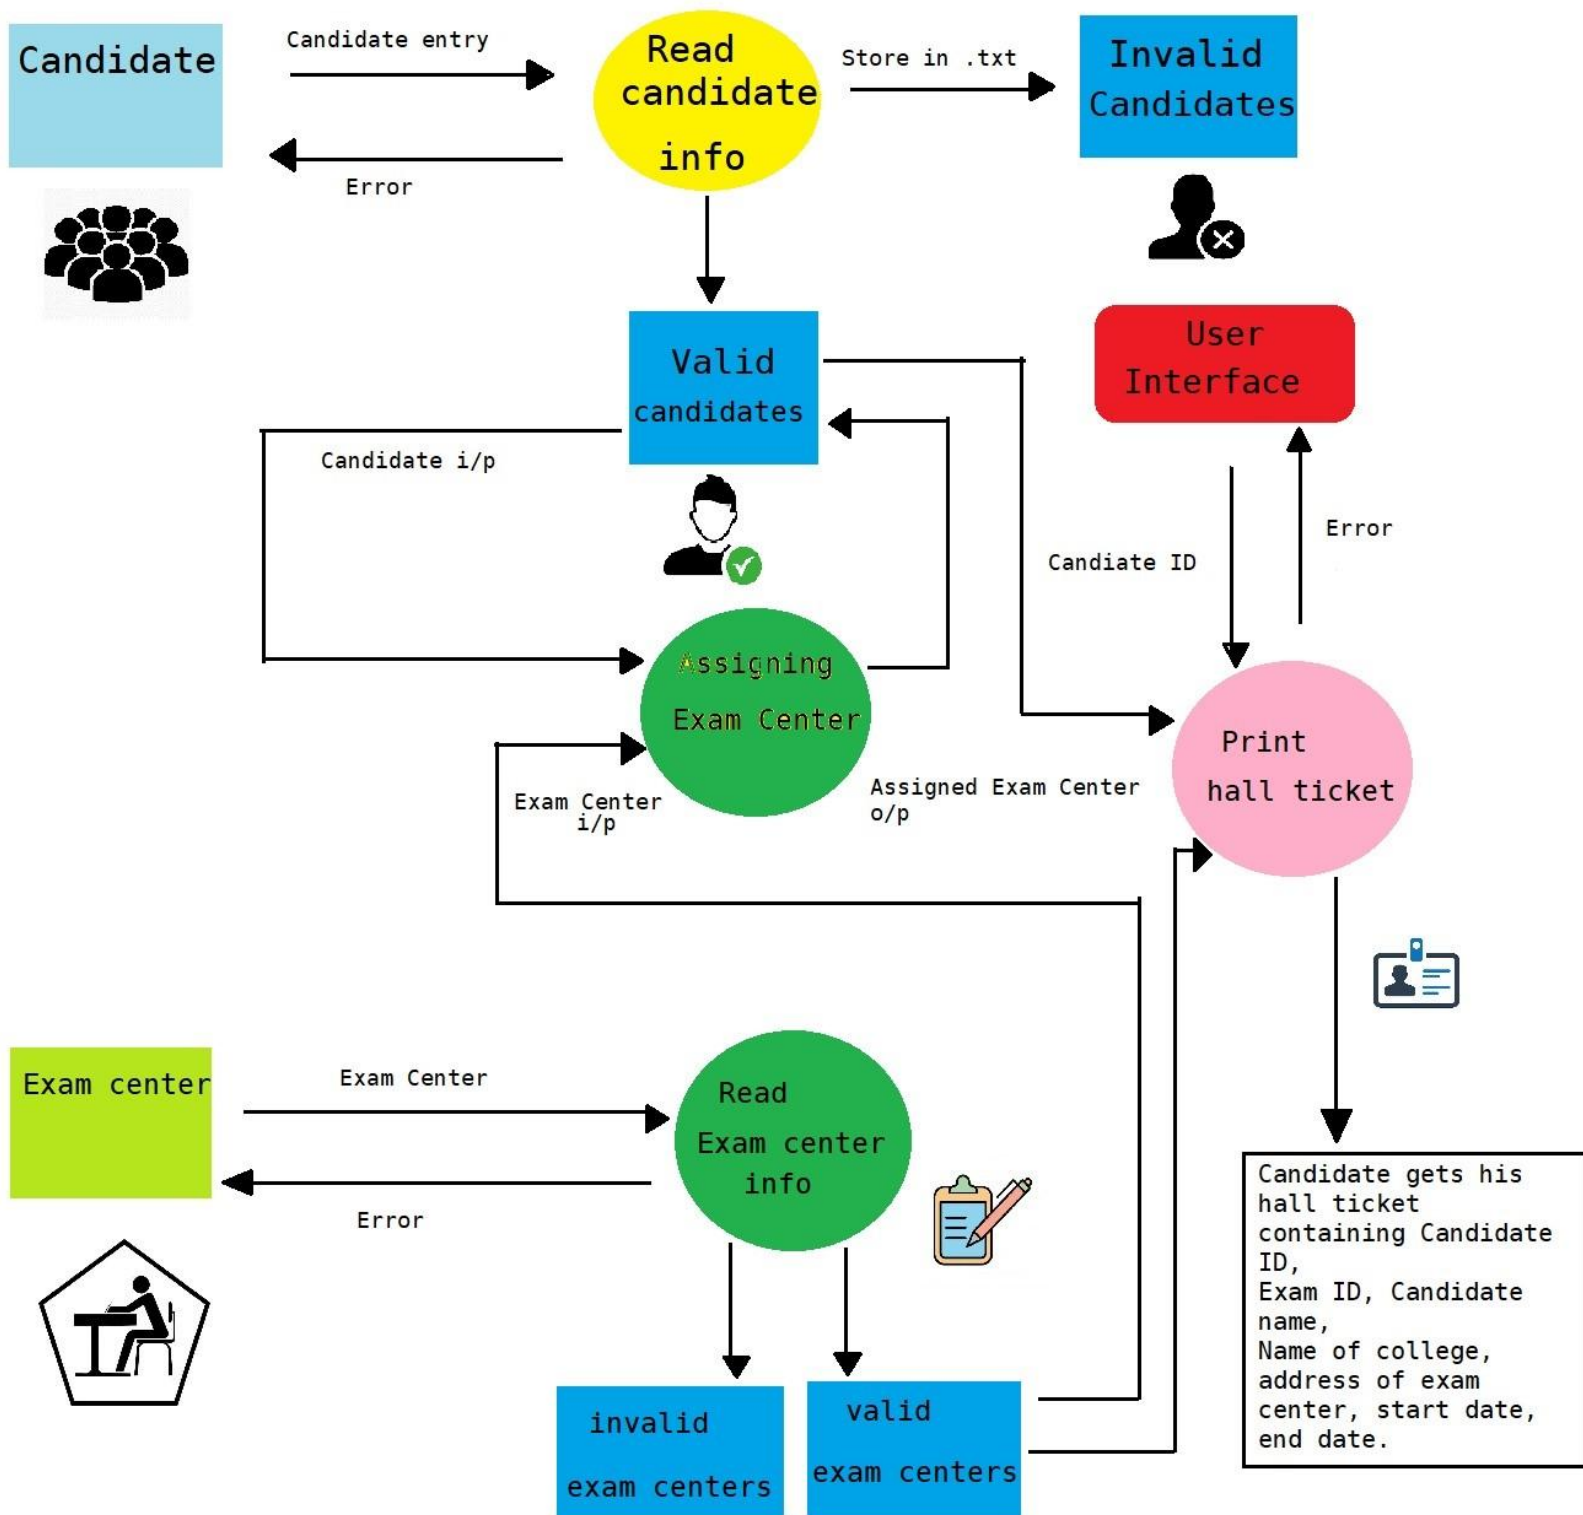 Candidate
Candidate entry
Error
Read
candidate
info
Store in .txt
Invalid
Candidates
Valid
candidates
User
Interface
Candidate i/p
Candiate ID
Error
Assigning
Exam Center
Exam Center
i/p
Assigned Exam Center
o/p
Print
hall ticket
Exam center
Exam Center
Error
Read
Exam center
info
Candidate gets his
hall ticket
containing Candidate
ID,
Exam ID, Candidate
name,
Name of college,
address of exam
center, start date,
end date.
invalid
exam centers
valid
exam centers